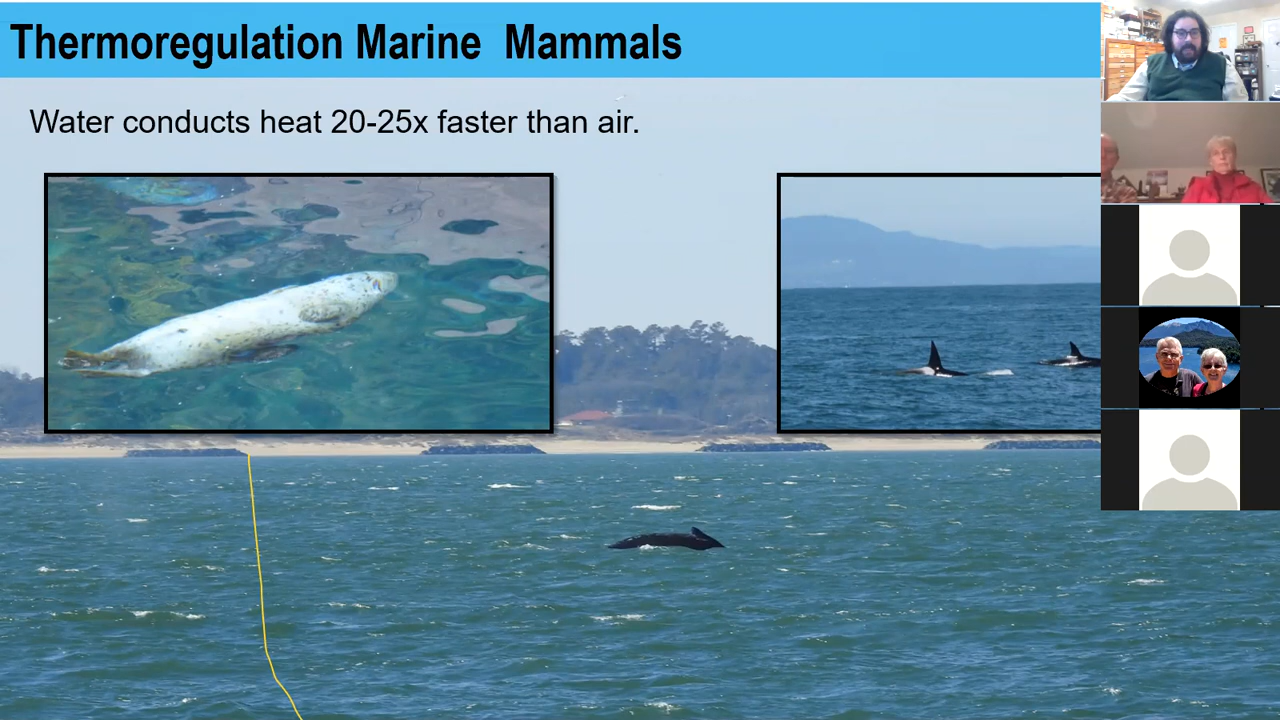 Thermoregulation Marine  Mammals
Water conducts heat 20-25x faster than air.